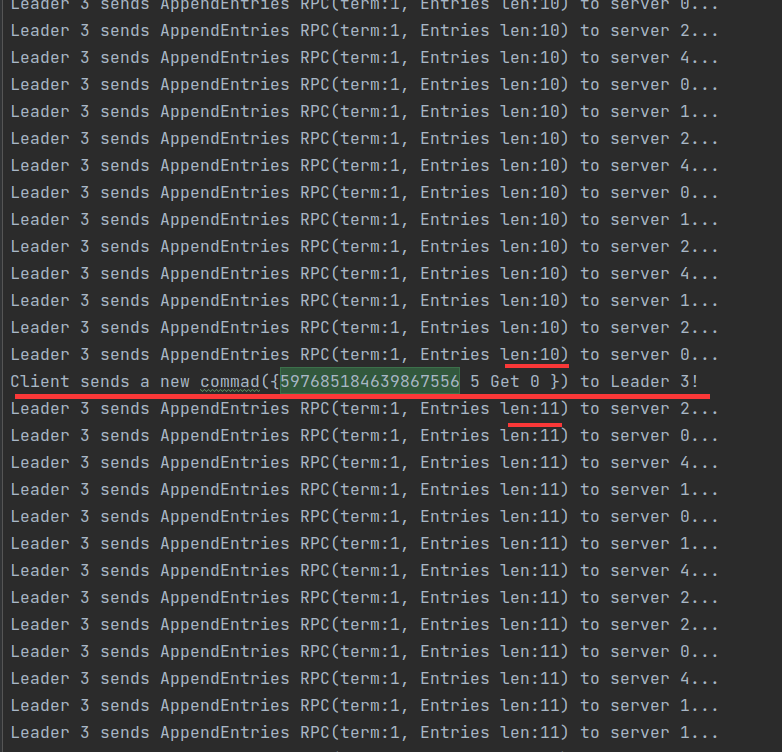 Leader 3 sends AppendEntries RPC(term:1, Entries len:10) to server 0...
Leader 3 sends AppendEntries RPC(term:1, Entries len:10) to server 2...
Leader 3 sends AppendEntries RPC(term:1, Entries len:10) to server 4...
Leader 3 sends AppendEntries RPC(term:1, Entries len:10) to server 0...
Leader 3 sends AppendEntries RPC(term:1, Entries len:10) to server 1...
Leader 3 sends AppendEntries RPC(term:1, Entries len:10) to server 2...
Leader 3 sends AppendEntries RPC(term:1, Entries len:10) to server 4...
Leader 3 sends AppendEntries RPC(term:1, Entries len:10) to server 0...
Leader 3 sends AppendEntries RPC(term:1, Entries len:10) to server 1...
Leader 3 sends AppendEntries RPC(term:1, Entries len:10) to server 2...
Leader 3 sends AppendEntries RPC(term:1, Entries len:10) to server 4...
Leader 3 sends AppendEntries RPC(term:1, Entries len:10) to server 1...
Leader 3 sends AppendEntries RPC(term:1, Entries len:10) to server 2...
Leader 3 sends AppendEntries RPC(term:1, Entries len:10) to server 0...
Client sends a new commad({597685184639867556 5 Get 0 }) to Leader 3!
Leader 3 sends AppendEntries RPC(term:1, Entries len:11) to server 2...
Leader 3 sends AppendEntries RPC(term:1, Entries len:11) to server 0...
Leader 3 sends AppendEntries RPC(term:1, Entries len:11) to server 4...
Leader 3 sends AppendEntries RPC(term:1, Entries len:11) to server 1...
Leader 3 sends AppendEntries RPC(term:1, Entries len:11) to server 0...
Leader 3 sends AppendEntries RPC(term:1, Entries len:11) to server 1...
Leader 3 sends AppendEntries RPC(term:1, Entries len:11) to server 4...
Leader 3 sends AppendEntries RPC(term:1, Entries len:11) to server 2...
Leader 3 sends AppendEntries RPC(term:1, Entries len:11) to server 2...
Leader 3 sends AppendEntries RPC(term:1, Entries len:11) to server 0...
Leader 3 sends AppendEntries RPC(term:1, Entries len:11) to server 4...
Leader 3 sends AppendEntries RPC(term:1, Entries len:11) to server 1...
Leader 3 sends AppendEntries RPC(term:1, Entries len:11) to server 1...